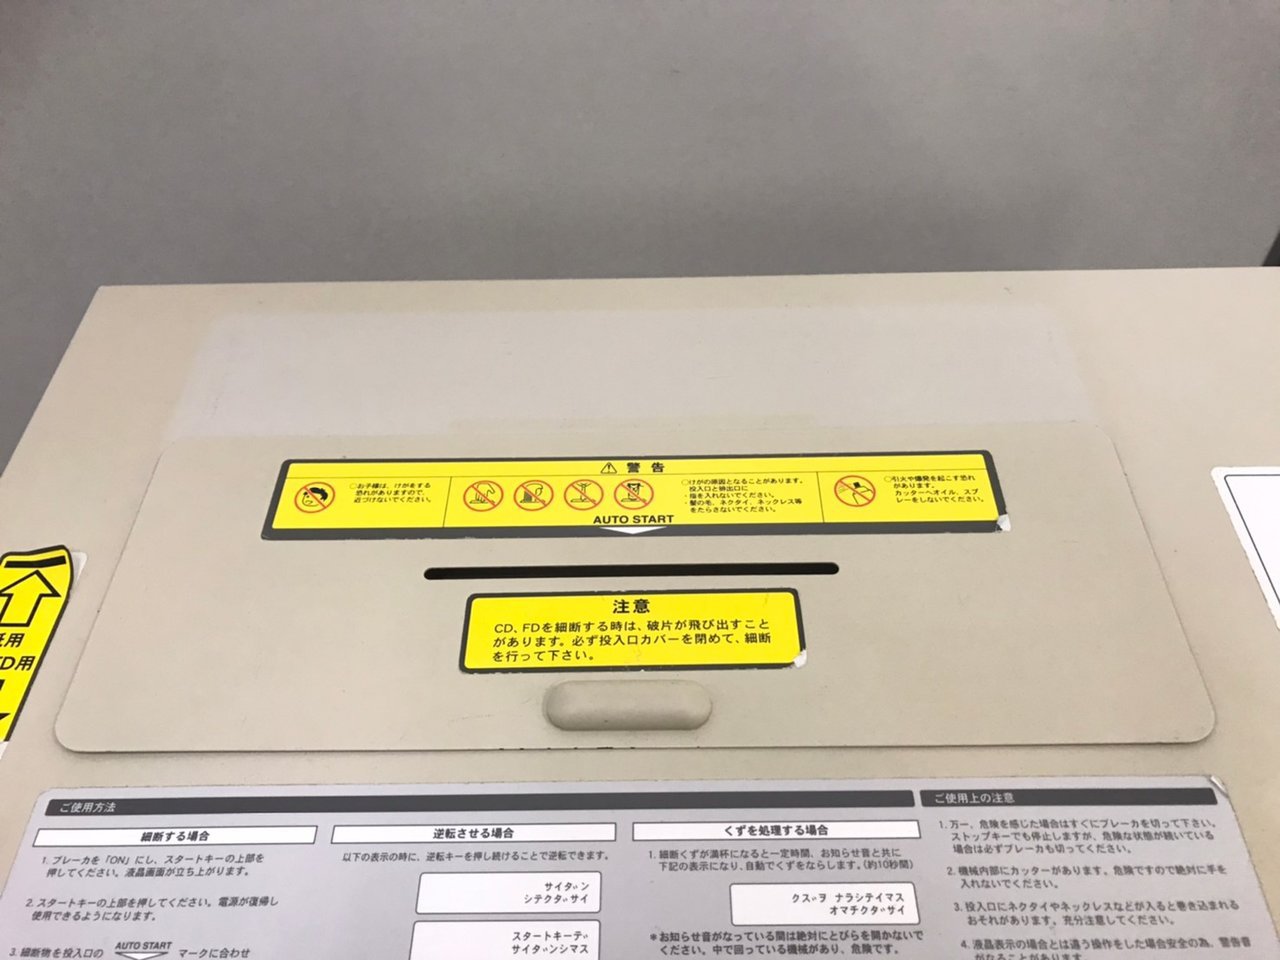 警告
○お子様は、けがをする
恐れがありますので、
近づけないでください。
○けがの原因となることがあります。
投入口と排出口に
・指を入れないでください。
・髪の毛、ネクタイ、ネックレス等
をたらさないでください。
○引火や爆発を起こす恐れ
があります。
カッターへオイル、スプ
レーをしないでください。
AUTO START
注意
CD、FDを細断する時は、破片が飛び出すこと
があります。必ず投入口カバーを閉めて、細断
を行って下さい。
紙用
D用
ご使用方法
細断する場合
1. ブレーカを「ON」にし、スタートキーの上部を
押してください。液晶画面が立ち上がります。
2. スタートキーの上部を押してください。電源が復帰し
使用できるようになります。
3. 細断物を投入口の AUTO START マークに合わせ
逆転させる場合
以下の表示の時に、逆転キーを押し続けることで逆転できます。
サイダン
シテクダサイ
スタートキーデ
サイダンシマス
くずを処理する場合
1. 細断くずが満杯になると一定時間、お知らせ音と共に
下記の表示になり、自動でくずをならします。(約10秒間)
クズヲ ナラシテイマス
オマチクダサイ
＊お知らせ音がなっている間は絶対にとびらを開かないで
ください。中で回っている機械があり、危険です。
ご使用上の注意
1. 万一、危険を感じた場合はすぐにブレーカを切って下さい。
ストップキーでも停止しますが、危険な状態が続いている
場合は必ずブレーカも切ってください。
2. 機械内部にカッターがあります。危険ですので絶対に手を
入れないでください。
3. 投入口にネクタイやネックレスなどが入ると巻き込まれる
おそれがあります。充分注意してください。
4. 液晶表示の場合とは違う操作をした場合安全の為、警告音
がなることがあります。